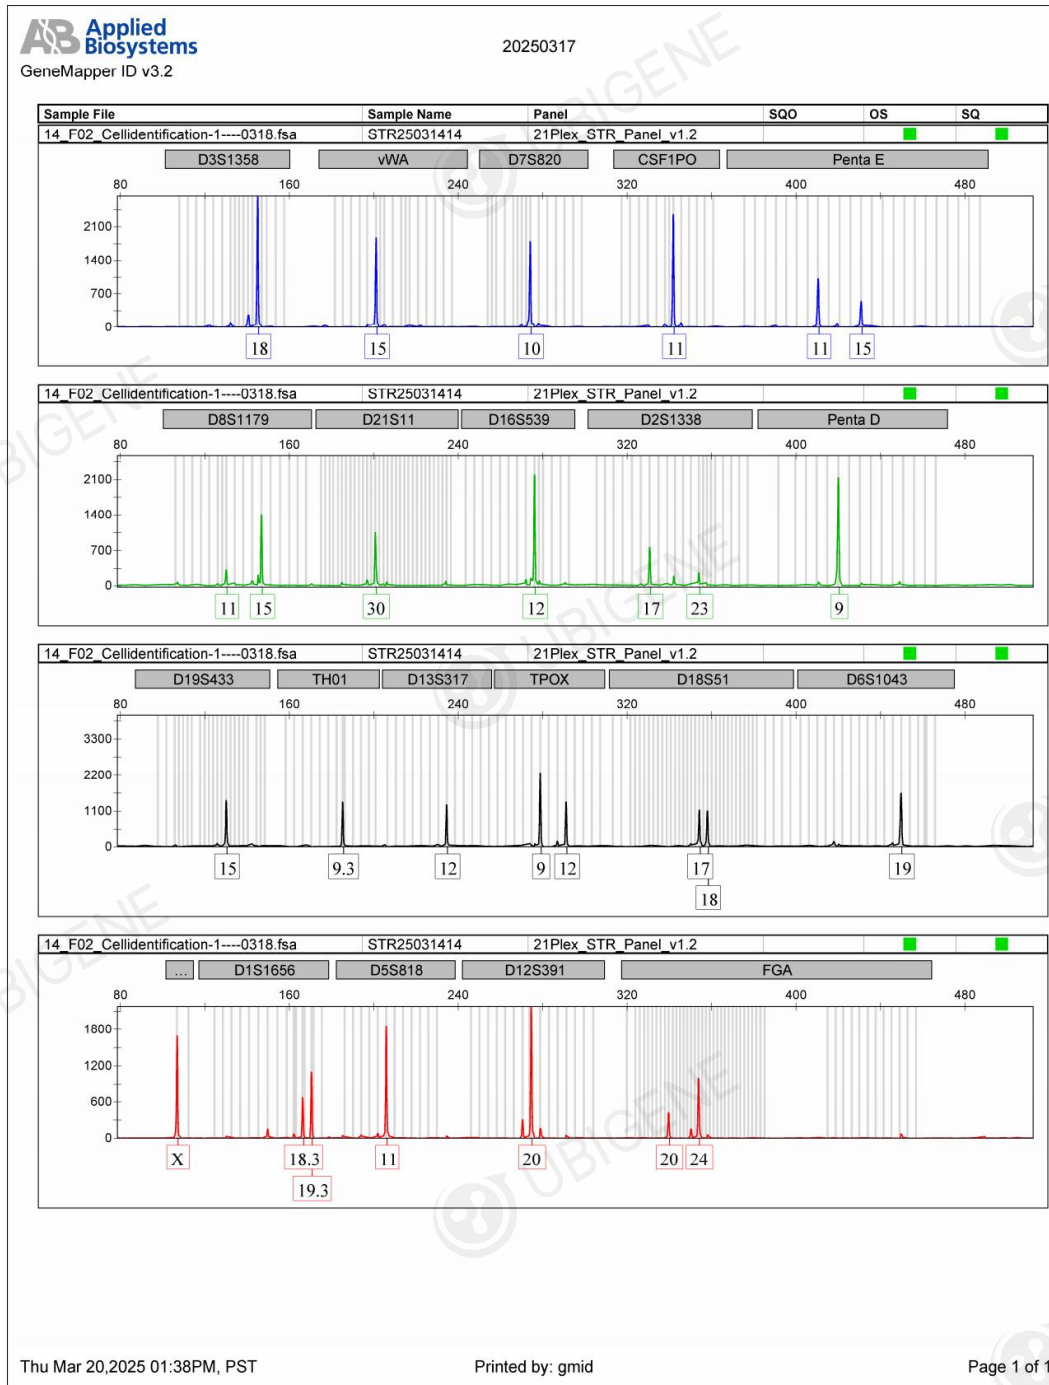 AB Applied
Biosystems
20250317
GeneMapper ID v3.2
Sample File Sample Name Panel SQO OS SQ
14_F02_Cellidentification-1----0318.fsa STR25031414 21Plex_STR_Panel_v1.2
D3S1358 vWA D7S820 CSF1PO Penta E
80 160 240 320 400 480
2100
1400
700
0
18 15 10 11 11 15
14_F02_Cellidentification-1----0318.fsa STR25031414 21Plex_STR_Panel_v1.2
D8S1179 D21S11 D16S539 D2S1338 Penta D
80 160 240 320 400 480
2100
1400
700
0
11 15 30 12 17 23 9
14_F02_Cellidentification-1----0318.fsa STR25031414 21Plex_STR_Panel_v1.2
D19S433 TH01 D13S317 TPOX D18S51 D6S1043
80 160 240 320 400 480
3300
2200
1100
0
15 9.3 12 9 12 17 19
18
14_F02_Cellidentification-1----0318.fsa STR25031414 21Plex_STR_Panel_v1.2
... D1S1656 D5S818 D12S391 FGA
80 160 240 320 400 480
1800
1200
600
0
X 18.3 11 20 20 24
19.3
Thu Mar 20,2025 01:38PM, PST Printed by: gmid Page 1 of 1
UBIGENE
UBIGENE
UBIGENE
UBIGENE
UBIGENE